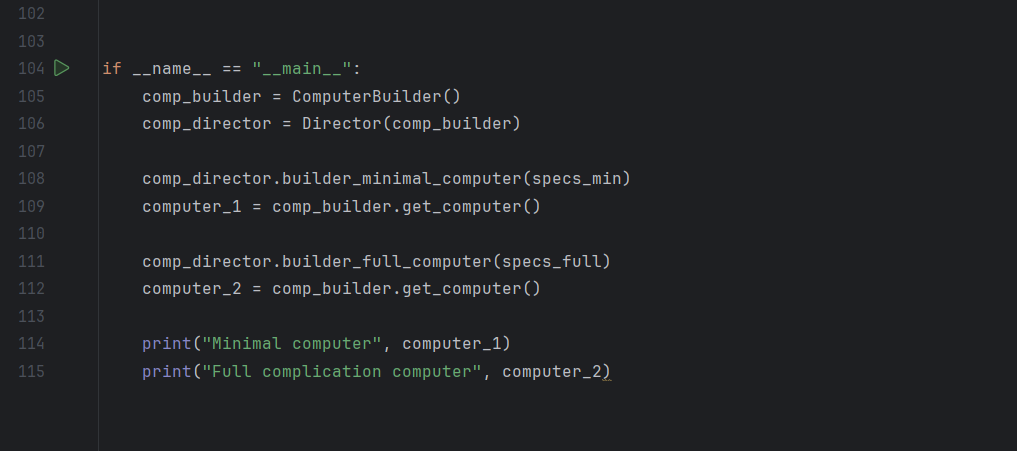 102
103
104 if __name__ == "__main__":
105     comp_builder = ComputerBuilder()
106     comp_director = Director(comp_builder)
107
108     comp_director.builder_minimal_computer(specs_min)
109     computer_1 = comp_builder.get_computer()
110
111     comp_director.builder_full_computer(specs_full)
112     computer_2 = comp_builder.get_computer()
113
114     print("Minimal computer", computer_1)
115     print("Full complication computer", computer_2)